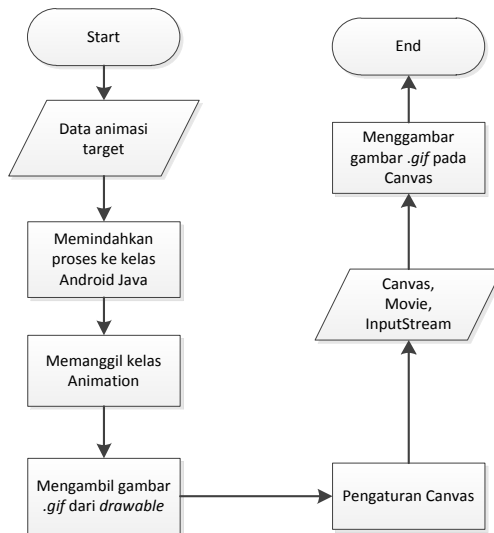 Start
Data animasi
target
Memindahkan
proses ke kelas
Android Java
Memanggil kelas
Animation
Mengambil gambar
.gif dari drawable
Pengaturan Canvas
Canvas,
Movie,
InputStream
Menggambar
gambar .gif pada
Canvas
End